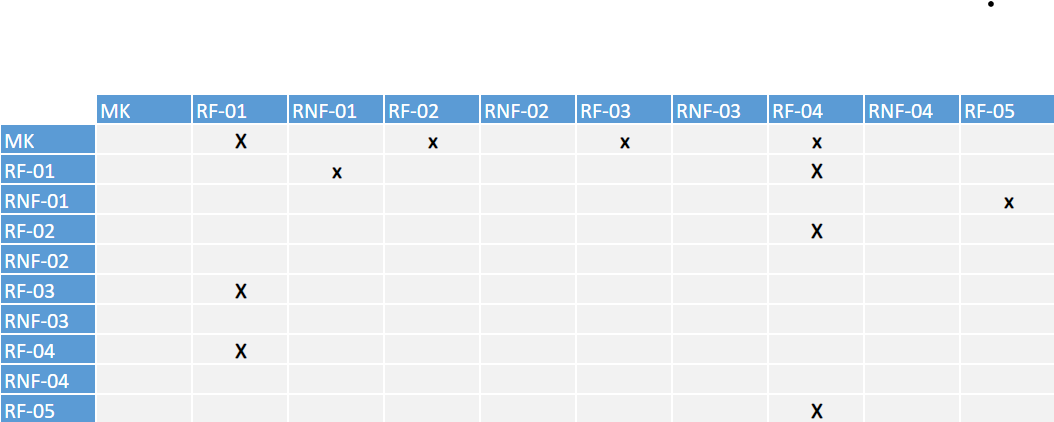 •
MK RF-01 RNF-01 RF-02 RNF-02 RF-03 RNF-03 RF-04 RNF-04 RF-05
MK X x x x
RF-01 x X
RNF-01 x
RF-02 X
RNF-02
RF-03 X
RNF-03
RF-04 X
RNF-04
RF-05 X